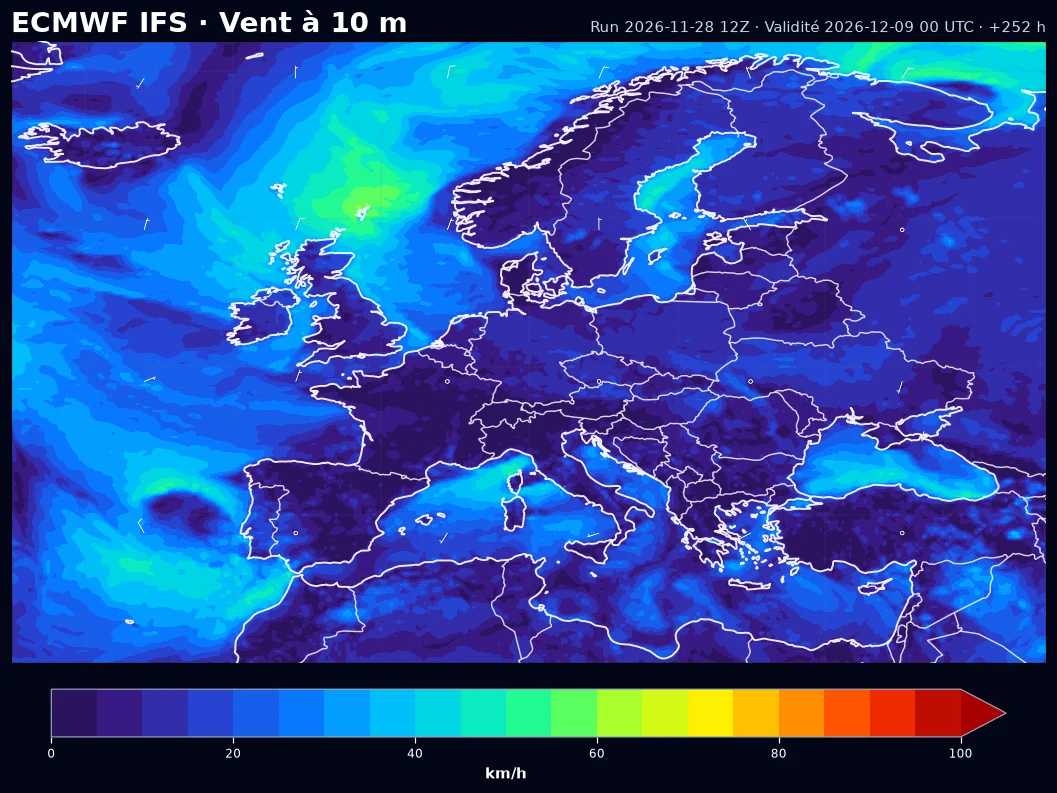 ECMWF IFS · Vent à 10 m
Run 2026-11-28 12Z · Validité 2026-12-09 00 UTC · +252 h
0 20 40 60 80 100
km/h